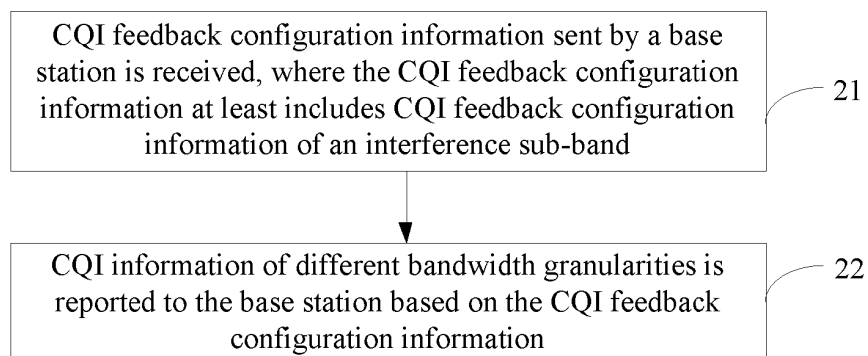 CQI feedback configuration information sent by a base
station is received, where the CQI feedback configuration
information at least includes CQI feedback configuration
information of an interference sub-band
21
CQI information of different bandwidth granularities is
reported to the base station based on the CQI feedback
configuration information
22